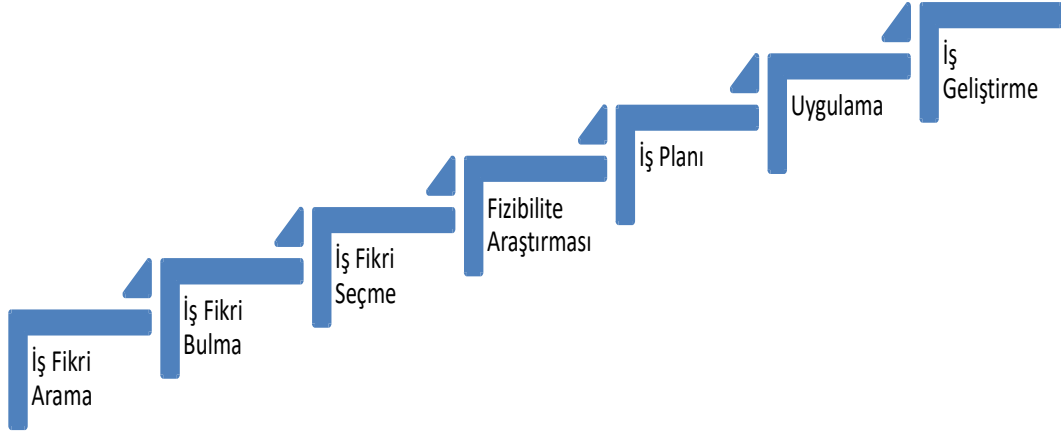 İş Fikri
Arama
İş Fikri
Bulma
İş Fikri
Seçme
Fizibilite
Araştırması
İş Planı
Uygulama
İş
Geliştirme